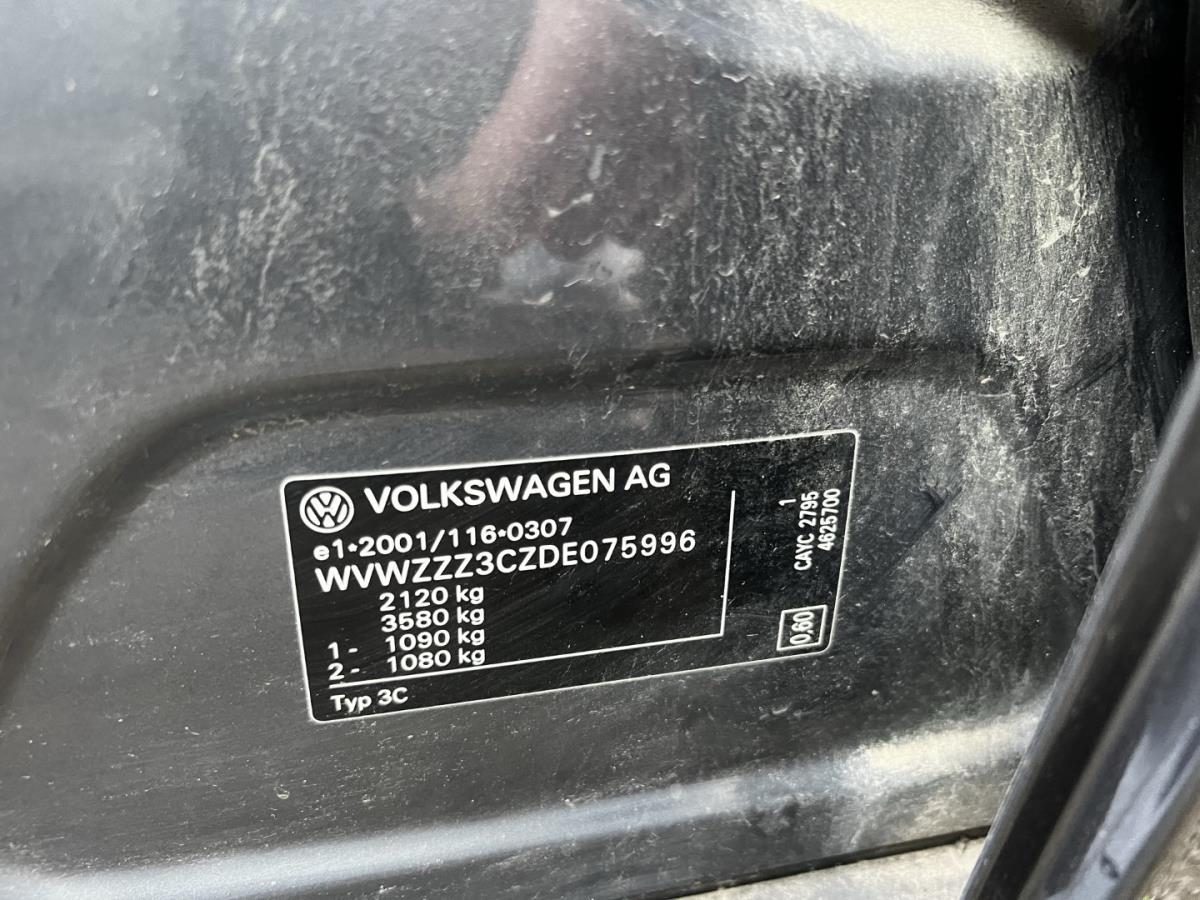 VOLKSWAGEN AG
e1*2001/116*0307
WVWZZZ3CZDE075996
2120 kg
3580 kg
1 - 1090 kg
2 - 1080 kg
Typ 3C
1
CAYC 2795
4625700
0.60